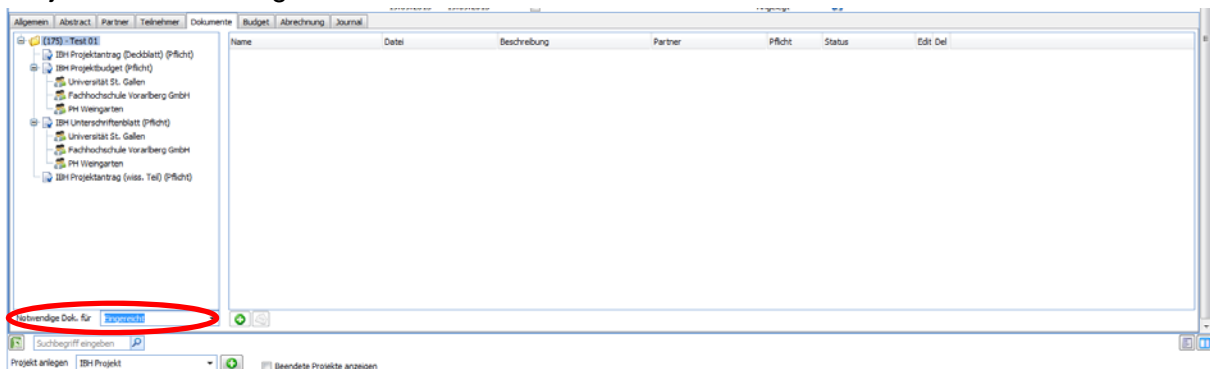 Allgemein Abstract Partner Teilnehmer Dokumente Budget Abrechnung Journal
(175) - Test 01
Name Datei Beschreibung Partner Pflicht Status Edit Del
IBH Projektantrag (Deckblatt) (Pflicht)
IBH Projektbudget (Pflicht)
Universität St. Gallen
Fachhochschule Vorarlberg GmbH
PH Weingarten
IBH Unterschriftenblatt (Pflicht)
Universität St. Gallen
Fachhochschule Vorarlberg GmbH
PH Weingarten
IBH Projektantrag (wiss. Teil) (Pflicht)
Notwendige Dok. für Eingereicht
Suchbegriff eingeben
Projekt anlegen IBH Projekt Beendete Projekte anzeigen